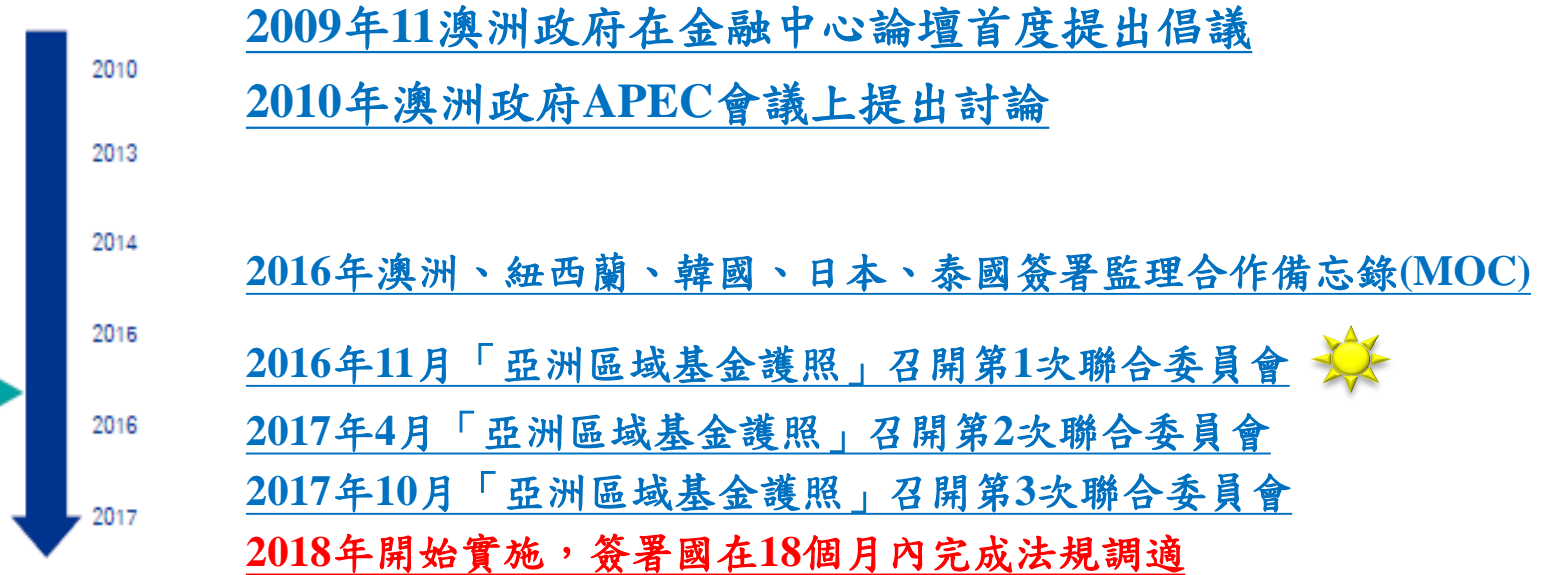 2009年11澳洲政府在金融中心論壇首度提出倡議
2010
2010年澳洲政府APEC會議上提出討論
2013
2014
2016年澳洲、紐西蘭、韓國、日本、泰國簽署監理合作備忘錄(MOC)
2015
2016年11月「亞洲區域基金護照」召開第1次聯合委員會
2016
2017年4月「亞洲區域基金護照」召開第2次聯合委員會
2017年10月「亞洲區域基金護照」召開第3次聯合委員會
2017
2018年開始實施，簽署國在18個月內完成法規調適